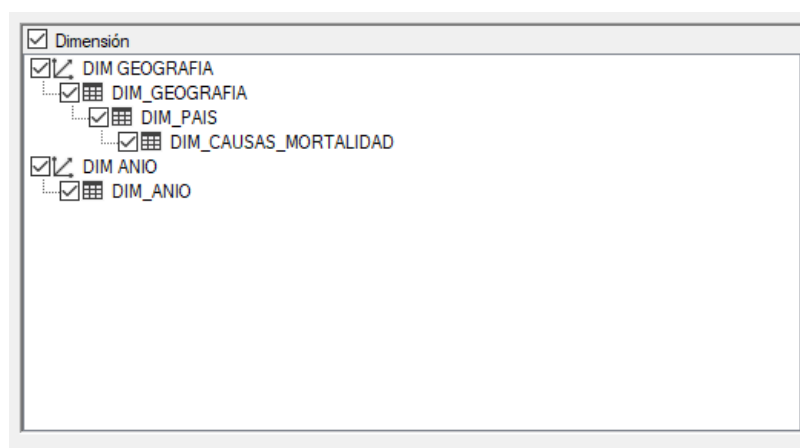 Dimensión
DIM GEOGRAFIA
DIM_GEOGRAFIA
DIM_PAIS
DIM_CAUSAS_MORTALIDAD
DIM ANIO
DIM_ANIO